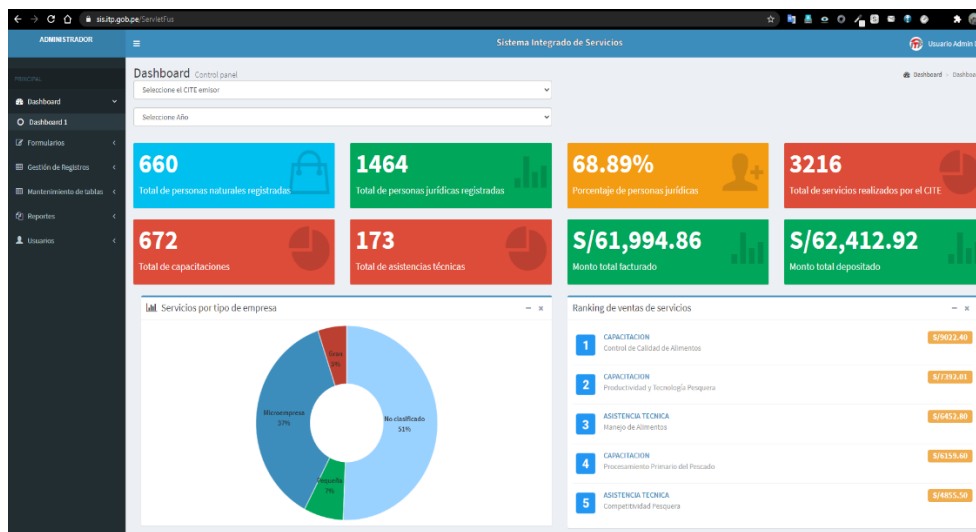 sis.itp.gob.pe/ServletFus
ADMINISTRADOR
Sistema Integrado de Servicios
Usuario Admin
PRINCIPAL
Dashboard
Dashboard 1
Formularios
Gestión de Registros
Mantenimiento de tablas
Reportes
Usuarios
Dashboard Control panel
Dashboard > Dashboa
Seleccione el CITE emisor
Seleccione Año
660
Total de personas naturales registradas
1464
Total de personas jurídicas registradas
68.89%
Porcentaje de personas jurídicas
3216
Total de servicios realizados por el CITE
672
Total de capacitaciones
173
Total de asistencias técnicas
S/61,994.86
Monto total facturado
S/62,412.92
Monto total depositado
Servicios por tipo de empresa
Gran
5%
Microempresa
37%
No clasificado
51%
Pequeña
7%
Ranking de ventas de servicios
1
CAPACITACION
Control de Calidad de Alimentos
S/9022.40
2
CAPACITACION
Productividad y Tecnología Pesquera
S/7393.01
3
ASISTENCIA TECNICA
Manejo de Alimentos
S/6452.80
4
CAPACITACION
Procesamiento Primario del Pescado
S/6159.60
5
ASISTENCIA TECNICA
Competitividad Pesquera
S/4855.50